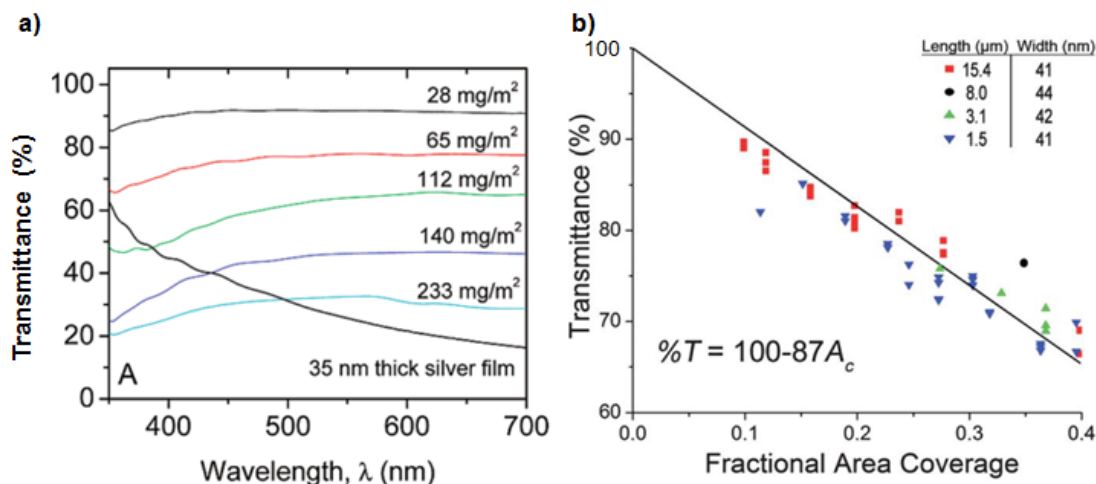 a)
Transmittance (%)
100
80
60
40
20
0
28 mg/m²
65 mg/m²
112 mg/m²
140 mg/m²
233 mg/m²
A
35 nm thick silver film
400
500
600
700
Wavelength, λ (nm)
b)
Transmittance (%)
100
90
80
70
60
Length (μm) Width (nm)
15.4 41
8.0 44
3.1 42
1.5 41
%T = 100-87A_c
0.0
0.1
0.2
0.3
0.4
Fractional Area Coverage